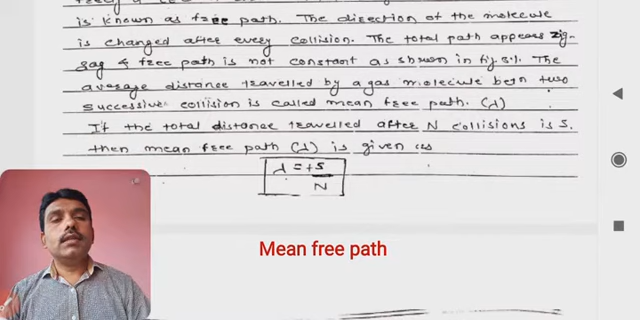 is known as free path. The direction of the molecule
is changed after every collision. The total path appears zig-
zag & free path is not constant as shown in fig. 8.1. The
average distance travelled by a gas molecule betn two
successive collision is called mean free path. (λ)
If the total distance travelled after N collisions is S.
then mean free path (λ) is given as
λ = S
N
Mean free path